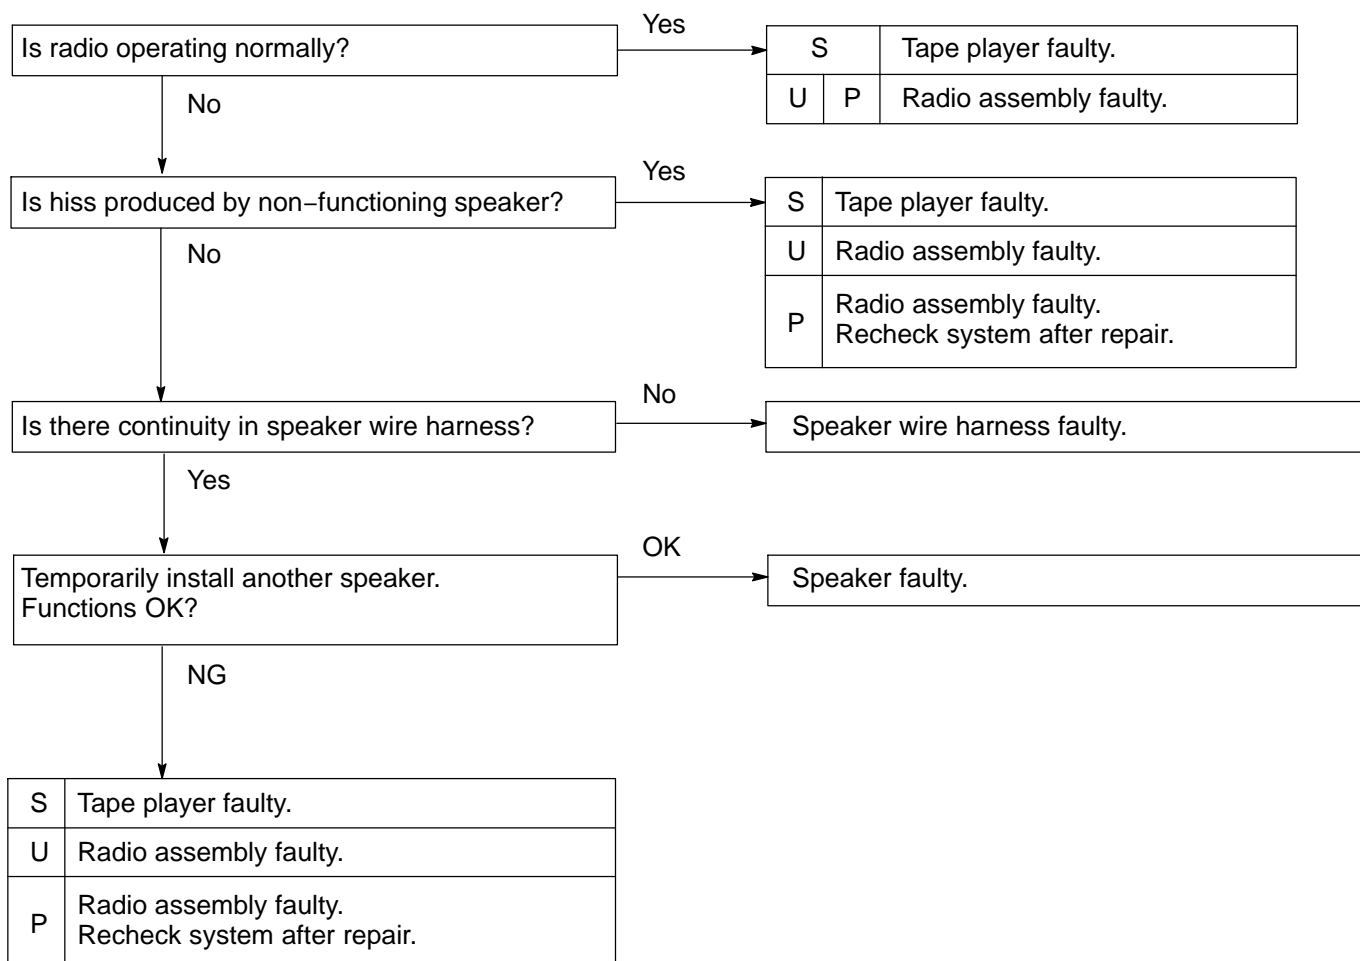 Is radio operating normally?
Yes
S Tape player faulty.
U P Radio assembly faulty.
No
Is hiss produced by non−functioning speaker?
Yes
S Tape player faulty.
U Radio assembly faulty.
P Radio assembly faulty.
Recheck system after repair.
No
Is there continuity in speaker wire harness?
No
Speaker wire harness faulty.
Yes
Temporarily install another speaker.
Functions OK?
OK
Speaker faulty.
NG
S Tape player faulty.
U Radio assembly faulty.
P Radio assembly faulty.
Recheck system after repair.